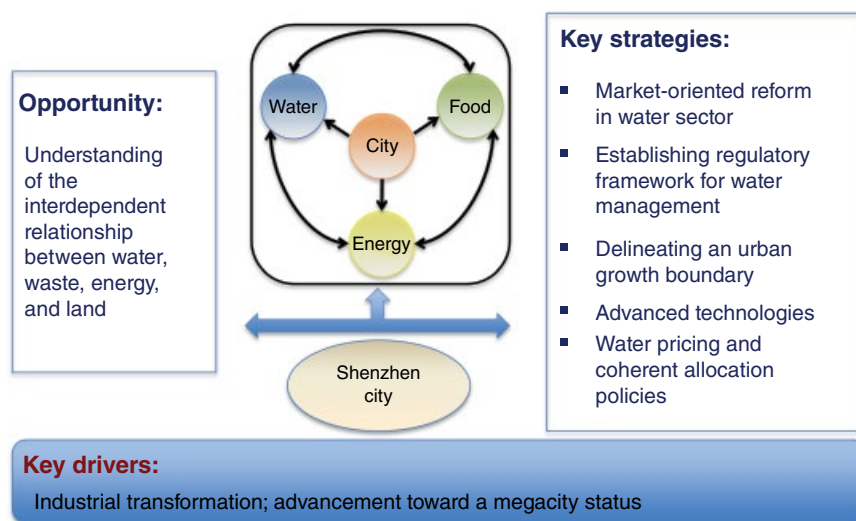 Opportunity:
Understanding
of the
interdependent
relationship
between water,
waste, energy,
and land
Water
Food
City
Energy
Shenzhen
city
Key strategies:
▪ Market-oriented reform
in water sector
▪ Establishing regulatory
framework for water
management
▪ Delineating an urban
growth boundary
▪ Advanced technologies
▪ Water pricing and
coherent allocation
policies
Key drivers:
Industrial transformation; advancement toward a megacity status